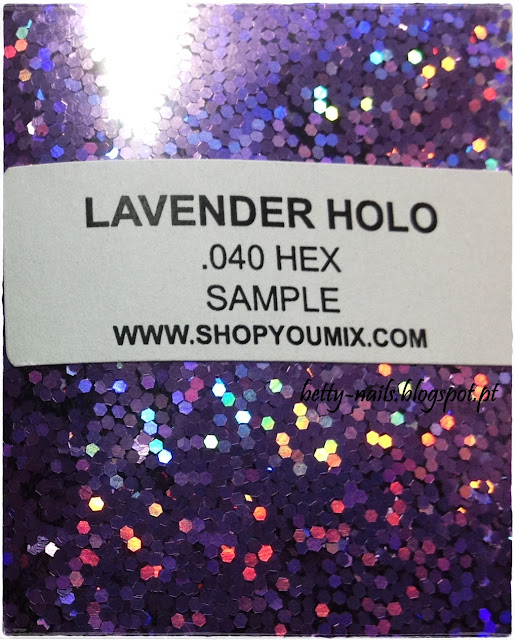 LAVENDER HOLO
.040 HEX
SAMPLE
WWW.SHOPYOUMIX.COM
betty-nails.blogspot.pt